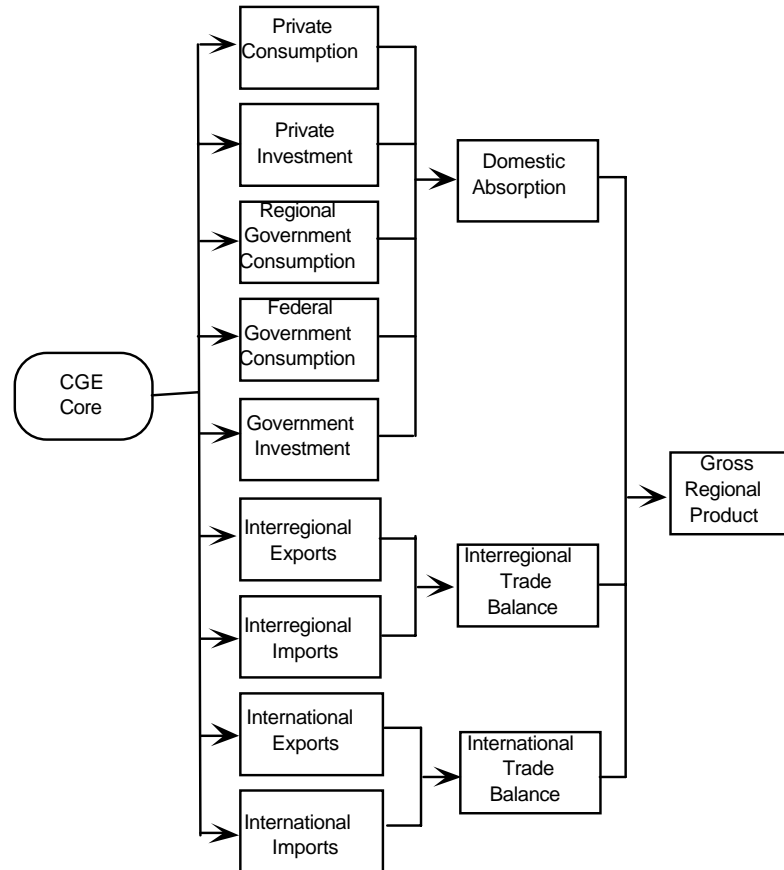 Private
Consumption
Private
Investment
Regional
Government
Consumption
Federal
Government
Consumption
Government
Investment
Interregional
Exports
Interregional
Imports
International
Exports
International
Imports
CGE
Core
Domestic
Absorption
Interregional
Trade
Balance
International
Trade
Balance
Gross
Regional
Product